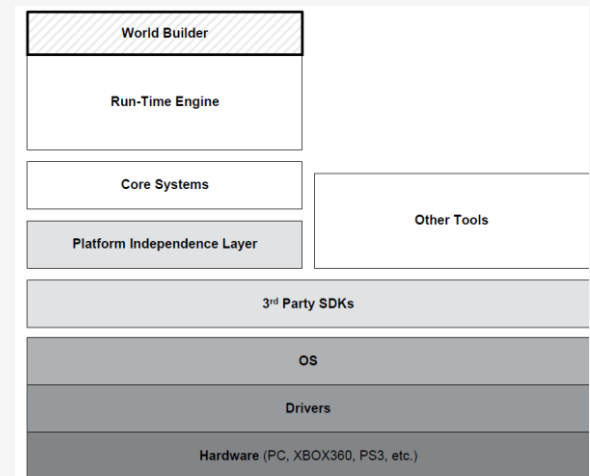 World Builder
Run-Time Engine
Core Systems
Other Tools
Platform Independence Layer
3rd Party SDKs
OS
Drivers
Hardware (PC, XBOX360, PS3, etc.)